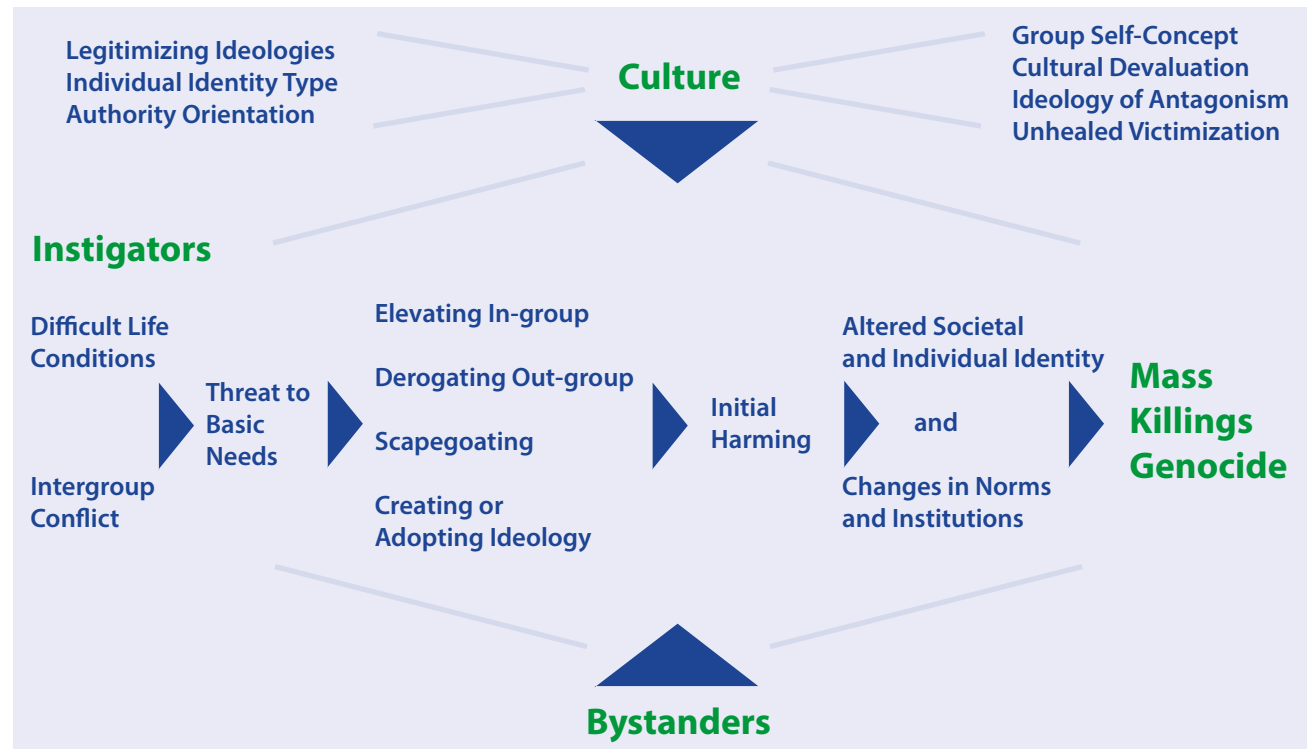 Legitimizing Ideologies
Individual Identity Type
Authority Orientation
Culture
Group Self-Concept
Cultural Devaluation
Ideology of Antagonism
Unhealed Victimization
Instigators
Difficult Life
Conditions
Intergroup
Conflict
Threat to
Basic
Needs
Elevating In-group
Derogating Out-group
Scapegoating
Creating or
Adopting Ideology
Initial
Harming
Altered Societal
and Individual Identity
and
Changes in Norms
and Institutions
Mass
Killings
Genocide
Bystanders